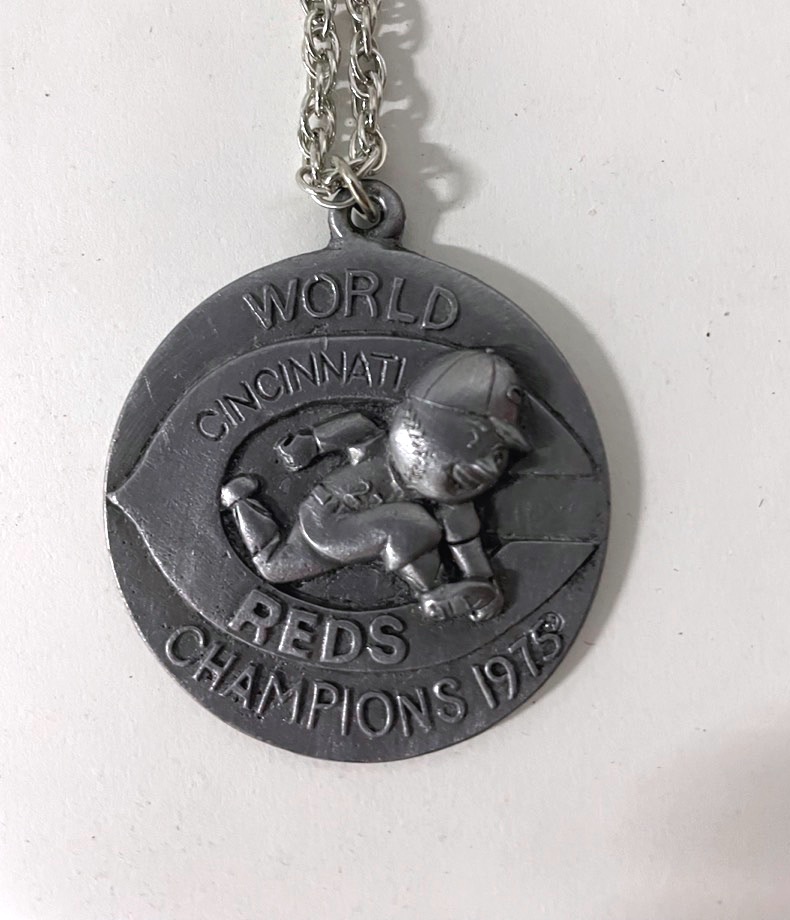 WORLD
CINCINNATI
REDS
CHAMPIONS 1975